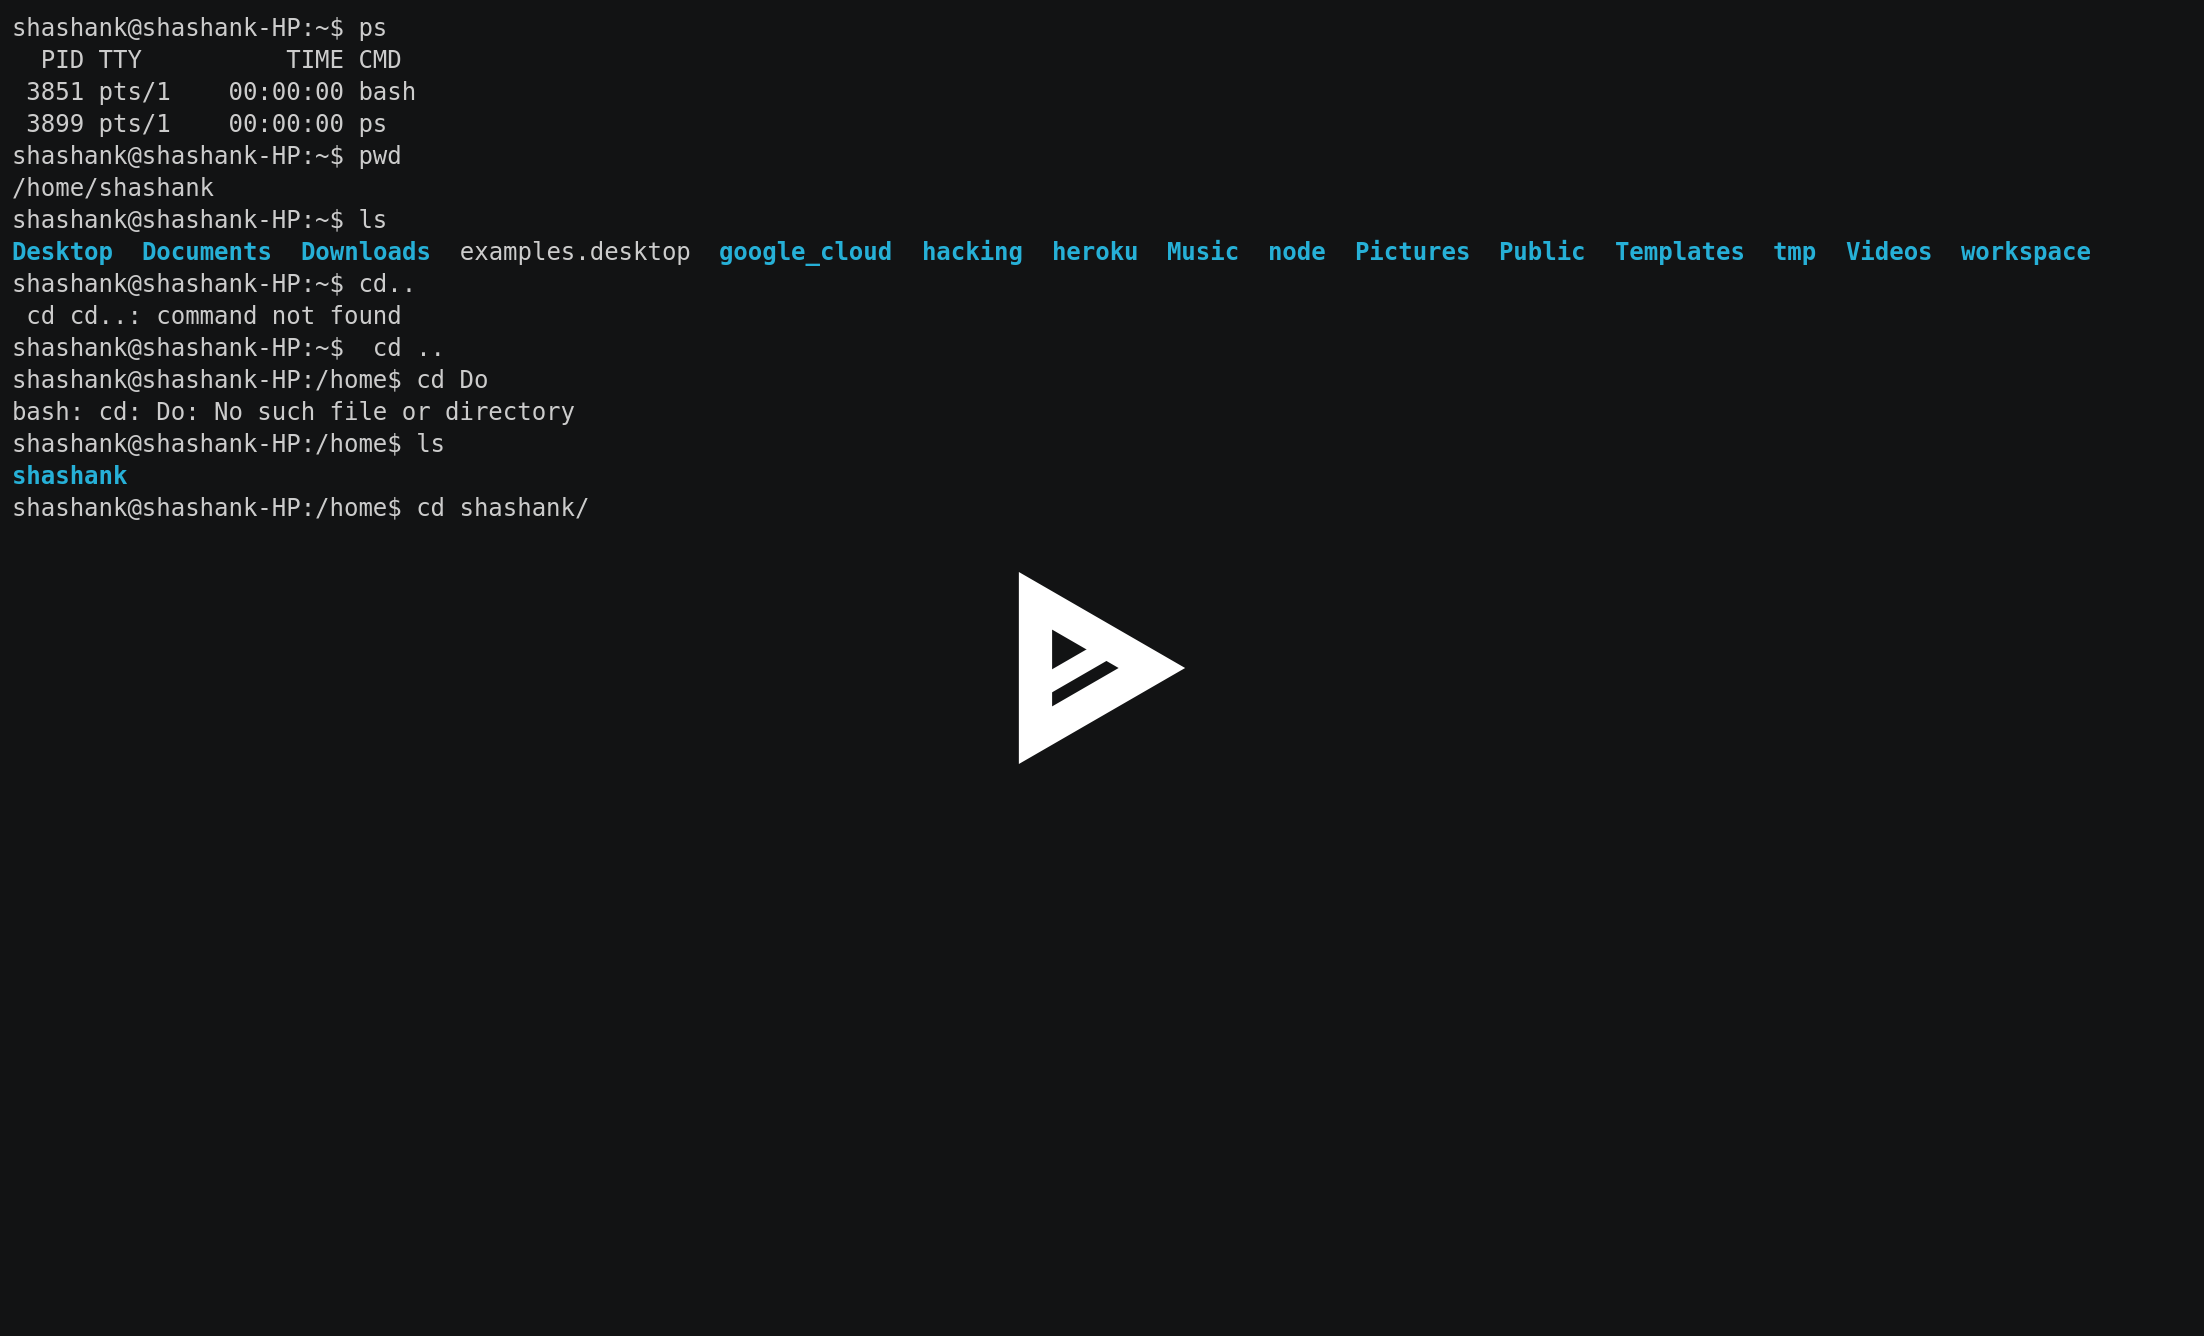 shashank@shashank-HP:~$ ps
  PID TTY          TIME CMD
 3851 pts/1    00:00:00 bash
 3899 pts/1    00:00:00 ps
shashank@shashank-HP:~$ pwd
/home/shashank
shashank@shashank-HP:~$ ls
Desktop  Documents  Downloads  examples.desktop  google_cloud  hacking  heroku  Music  node  Pictures  Public  Templates  tmp  Videos  workspace
shashank@shashank-HP:~$ cd..
 cd cd..: command not found
shashank@shashank-HP:~$  cd ..
shashank@shashank-HP:/home$ cd Do
bash: cd: Do: No such file or directory
shashank@shashank-HP:/home$ ls
shashank
shashank@shashank-HP:/home$ cd shashank/